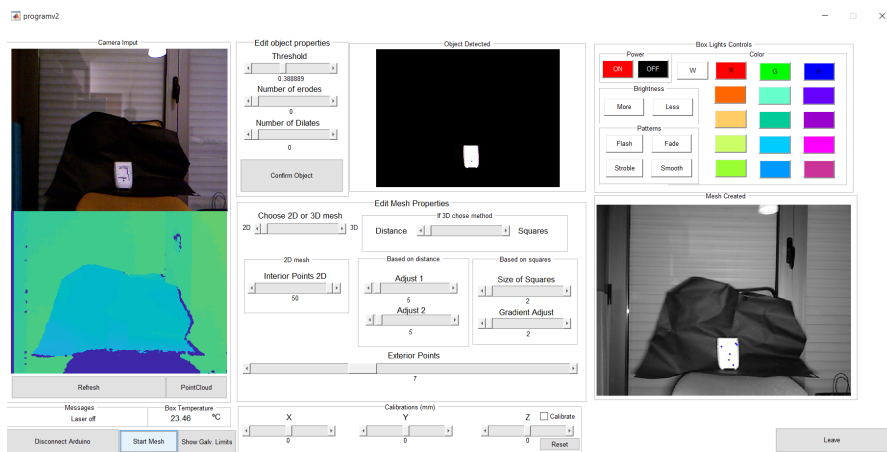 programv2
Camera Imput
Refresh
PointCloud
Messages
Laser off
Box Temperature
23.46 ºC
Disconnect Arduino
Start Mesh
Show Galv. Limits
Edit object properties
Threshold
0.388889
Number of erodes
0
Number of Dilates
0
Confirm Object
Object Detected
Edit Mesh Properties
Choose 2D or 3D mesh
2D
3D
If 3D chose method
Distance
Squares
2D mesh
Interior Points 2D
50
Based on distance
Adjust 1
5
Adjust 2
5
Based on squares
Size of Squares
2
Gradient Adjust
2
Exterior Points
7
Calibrations (mm)
X
0
Y
0
Z
0
Calibrate
Reset
Box Lights Controls
Power
ON
OFF
Color
W
R
G
B
Brightness
More
Less
Patterns
Flash
Fade
Stroble
Smooth
Mesh Created
Leave